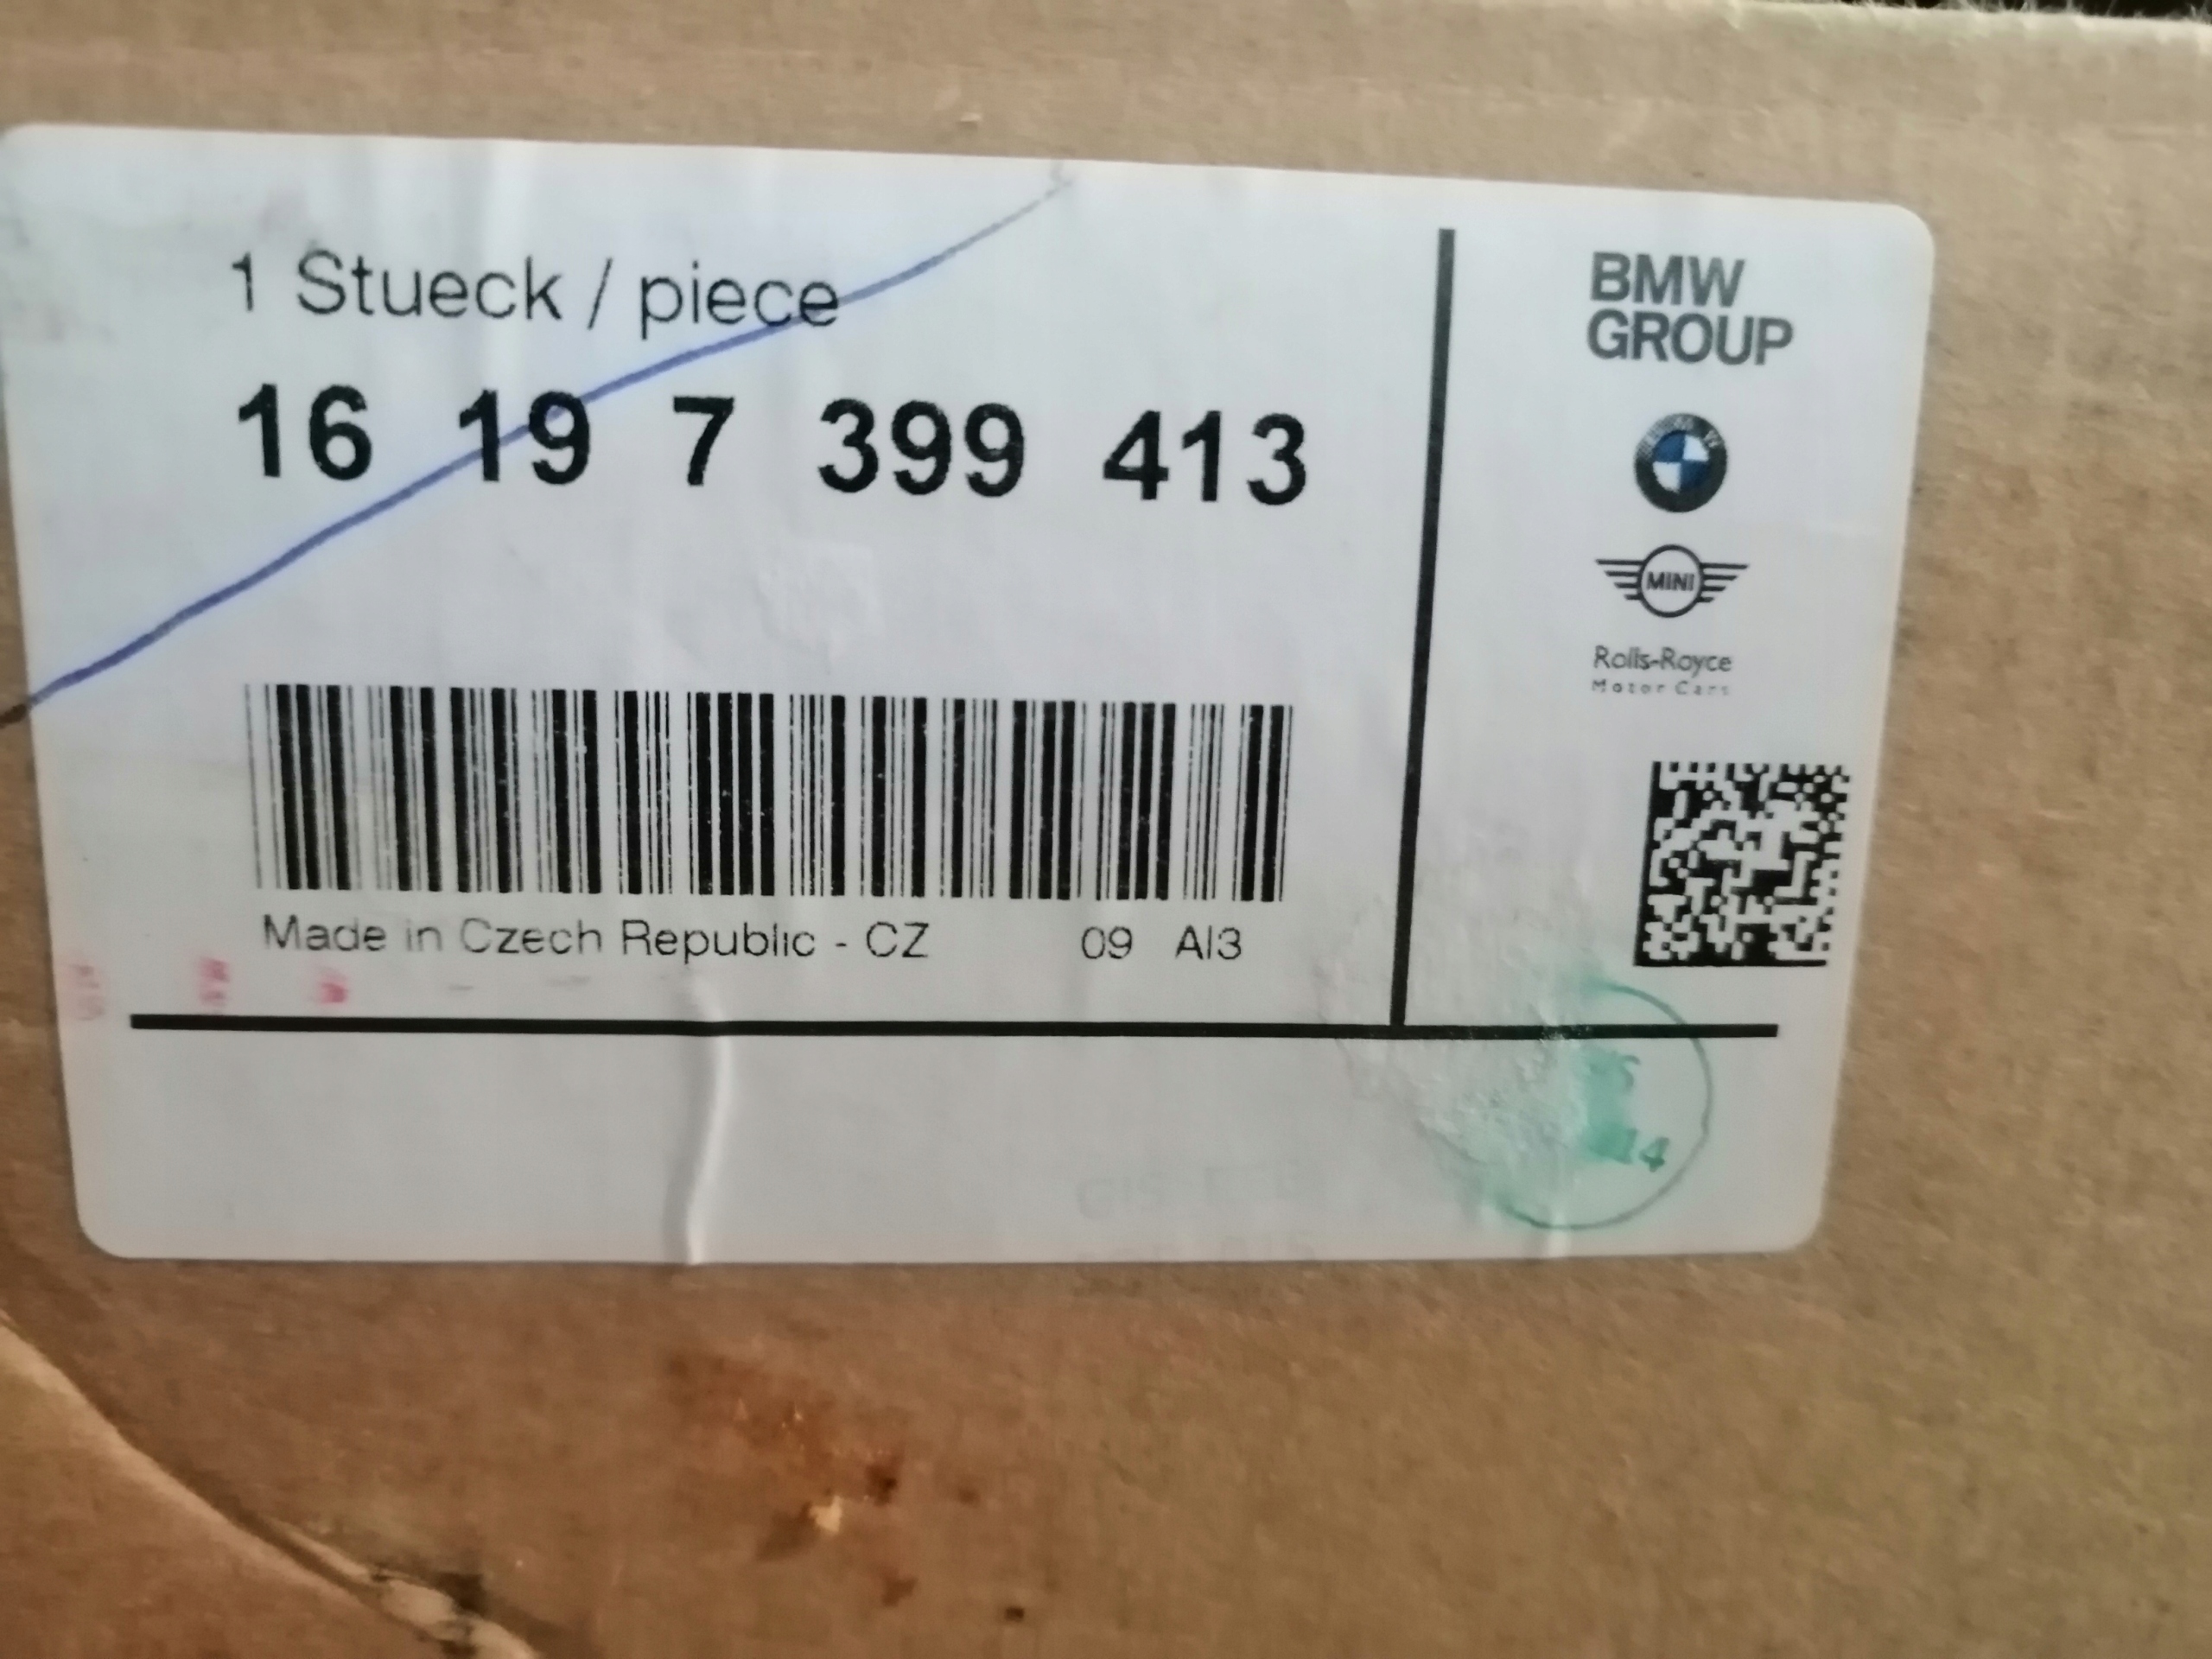 1 Stueck / piece
16 19 7 399 413
Made in Czech Republic - CZ 09 AI3
BMW
GROUP
MINI
Rolls-Royce
Motor Cars